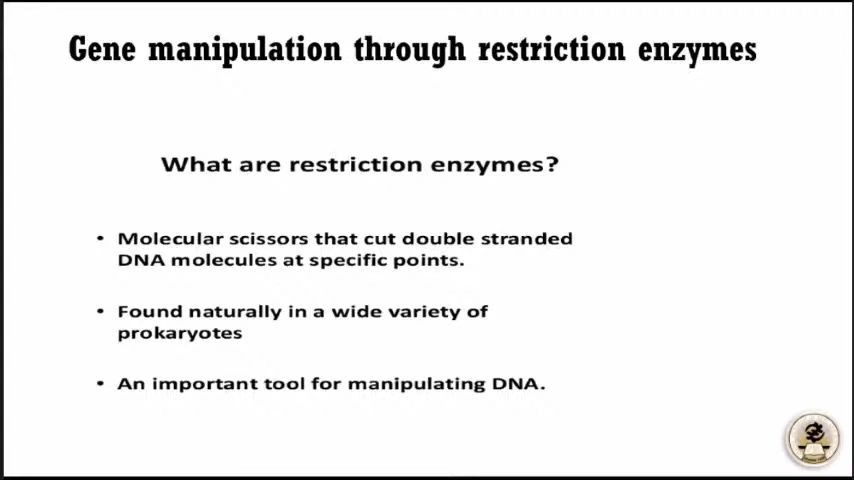 Gene manipulation through restriction enzymes
What are restriction enzymes?
• Molecular scissors that cut double stranded
DNA molecules at specific points.
• Found naturally in a wide variety of
prokaryotes
• An important tool for manipulating DNA.